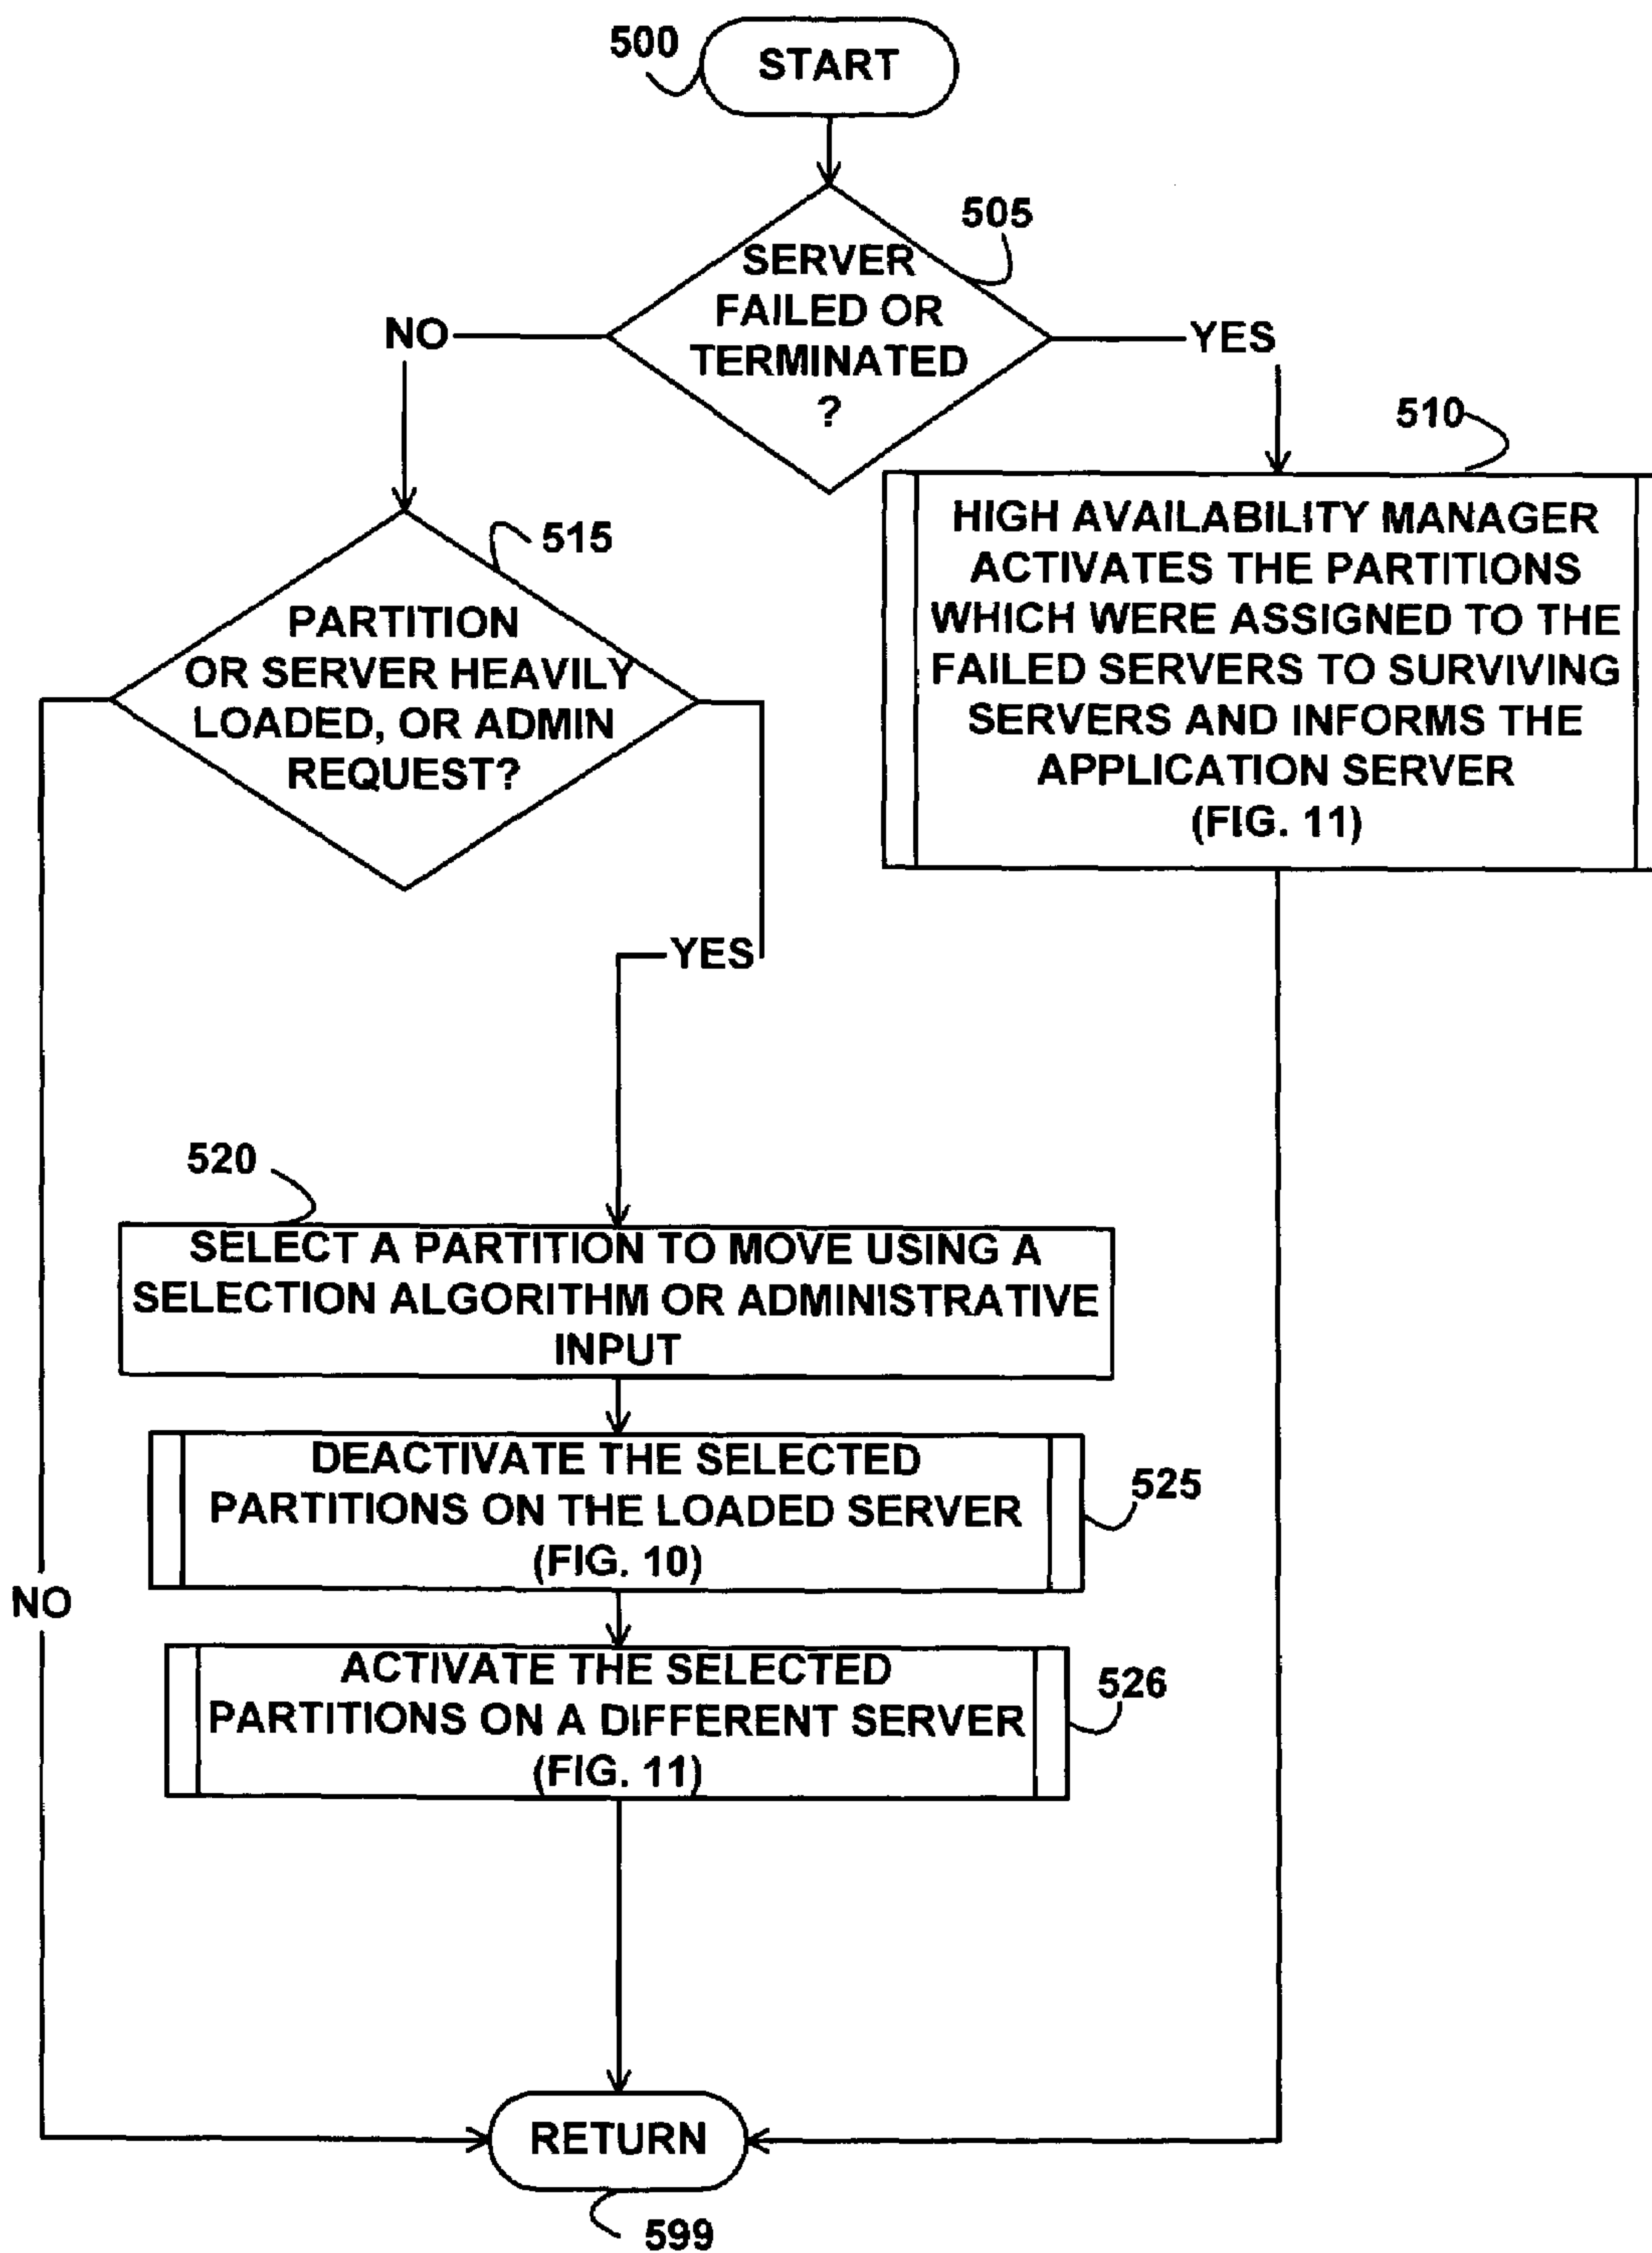 500
START
505
SERVER
FAILED OR
TERMINATED
?
NO
YES
510
HIGH AVAILABILITY MANAGER
ACTIVATES THE PARTITIONS
WHICH WERE ASSIGNED TO THE
FAILED SERVERS TO SURVIVING
SERVERS AND INFORMS THE
APPLICATION SERVER
(FIG. 11)
515
PARTITION
OR SERVER HEAVILY
LOADED, OR ADMIN
REQUEST?
YES
520
SELECT A PARTITION TO MOVE USING A
SELECTION ALGORITHM OR ADMINISTRATIVE
INPUT
DEACTIVATE THE SELECTED
PARTITIONS ON THE LOADED SERVER
(FIG. 10)
525
NO
ACTIVATE THE SELECTED
PARTITIONS ON A DIFFERENT SERVER
(FIG. 11)
526
RETURN
599